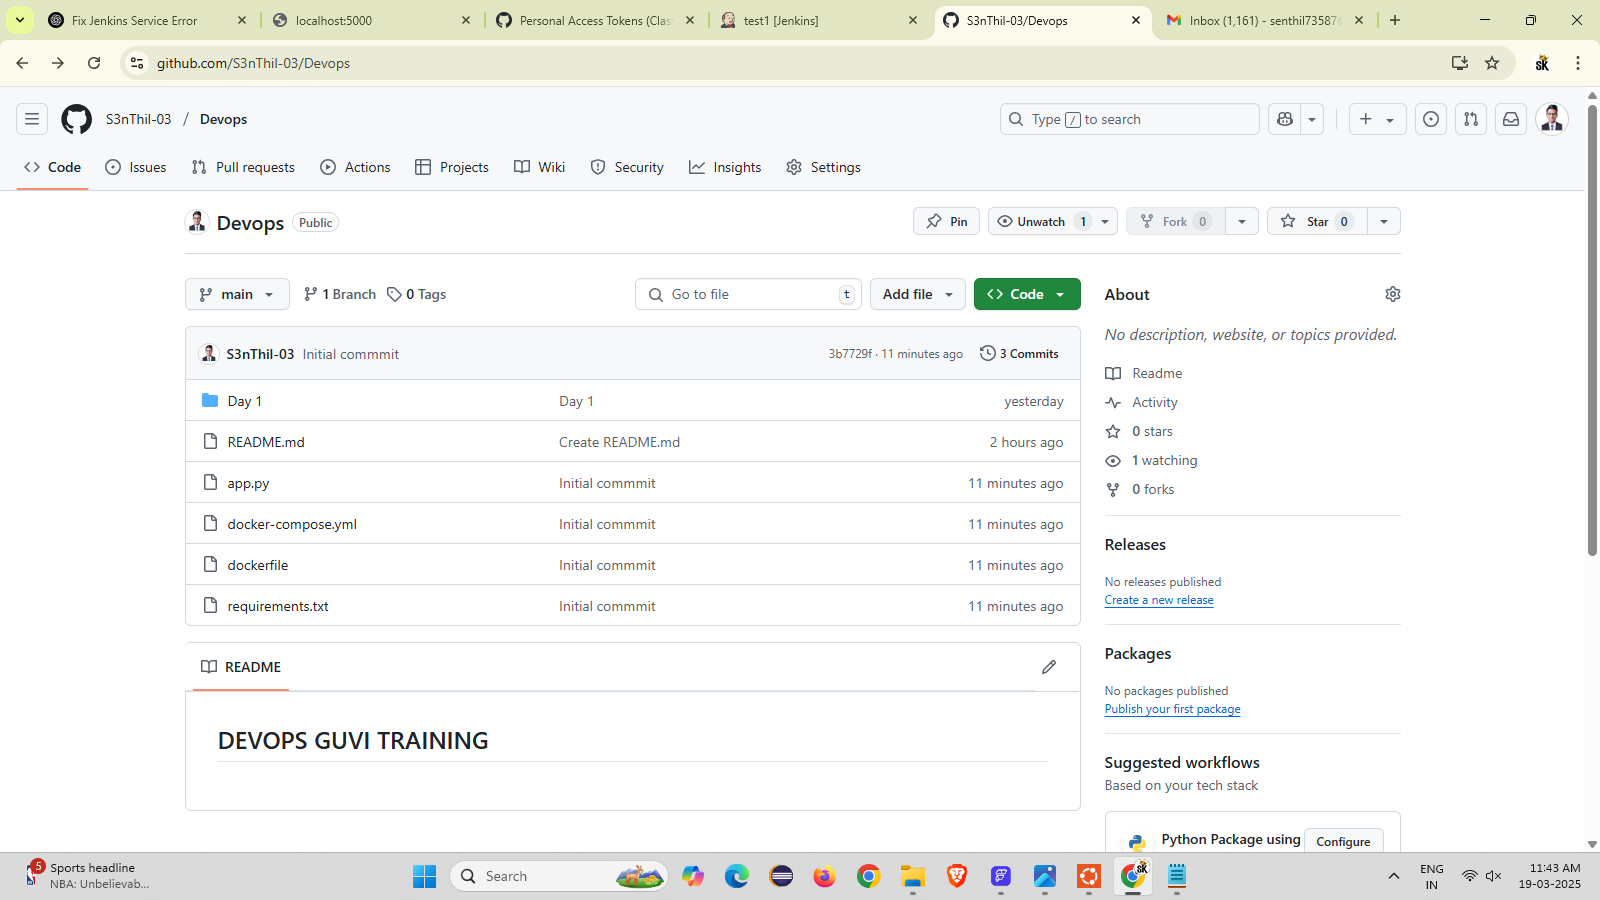 Fix Jenkins Service Error
localhost:5000
Personal Access Tokens (Clas
test1 [Jenkins]
S3nThil-03/Devops
Inbox (1,161) - senthil73587
github.com/S3nThil-03/Devops
S3nThil-03 / Devops
Type / to search
Code
Issues
Pull requests
Actions
Projects
Wiki
Security
Insights
Settings
Devops Public
Pin
Unwatch 1
Fork 0
Star 0
main
1 Branch
0 Tags
Go to file t
Add file
Code
S3nThil-03 Initial commmit 3b7729f · 11 minutes ago 3 Commits
Day 1 Day 1 yesterday
README.md Create README.md 2 hours ago
app.py Initial commmit 11 minutes ago
docker-compose.yml Initial commmit 11 minutes ago
dockerfile Initial commmit 11 minutes ago
requirements.txt Initial commmit 11 minutes ago
README
DEVOPS GUVI TRAINING
About
No description, website, or topics provided.
Readme
Activity
0 stars
1 watching
0 forks
Releases
No releases published
Create a new release
Packages
No packages published
Publish your first package
Suggested workflows
Based on your tech stack
Python Package using
Configure
5
Sports headline
NBA: Unbelievab...
Search
SK
ENG
IN
11:43 AM
19-03-2025